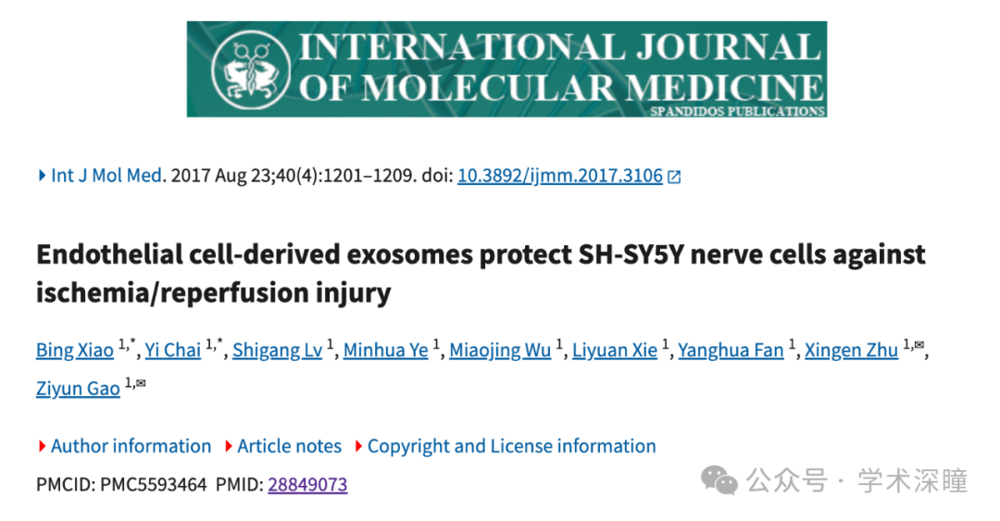 INTERNATIONAL JOURNAL
OF MOLECULAR MEDICINE
SPANDIDOS PUBLICATIONS
Int J Mol Med. 2017 Aug 23;40(4):1201–1209. doi: 10.3892/ijmm.2017.3106
Endothelial cell-derived exosomes protect SH-SY5Y nerve cells against
ischemia/reperfusion injury
Bing Xiao 1,*, Yi Chai 1,*, Shigang Lv 1, Minhua Ye 1, Miaojing Wu 1, Liyuan Xie 1, Yanghua Fan 1, Xingen Zhu 1,✉,
Ziyun Gao 1,✉
Author information Article notes Copyright and License information
PMCID: PMC5593464 PMID: 28849073
公众号 · 学术深瞳